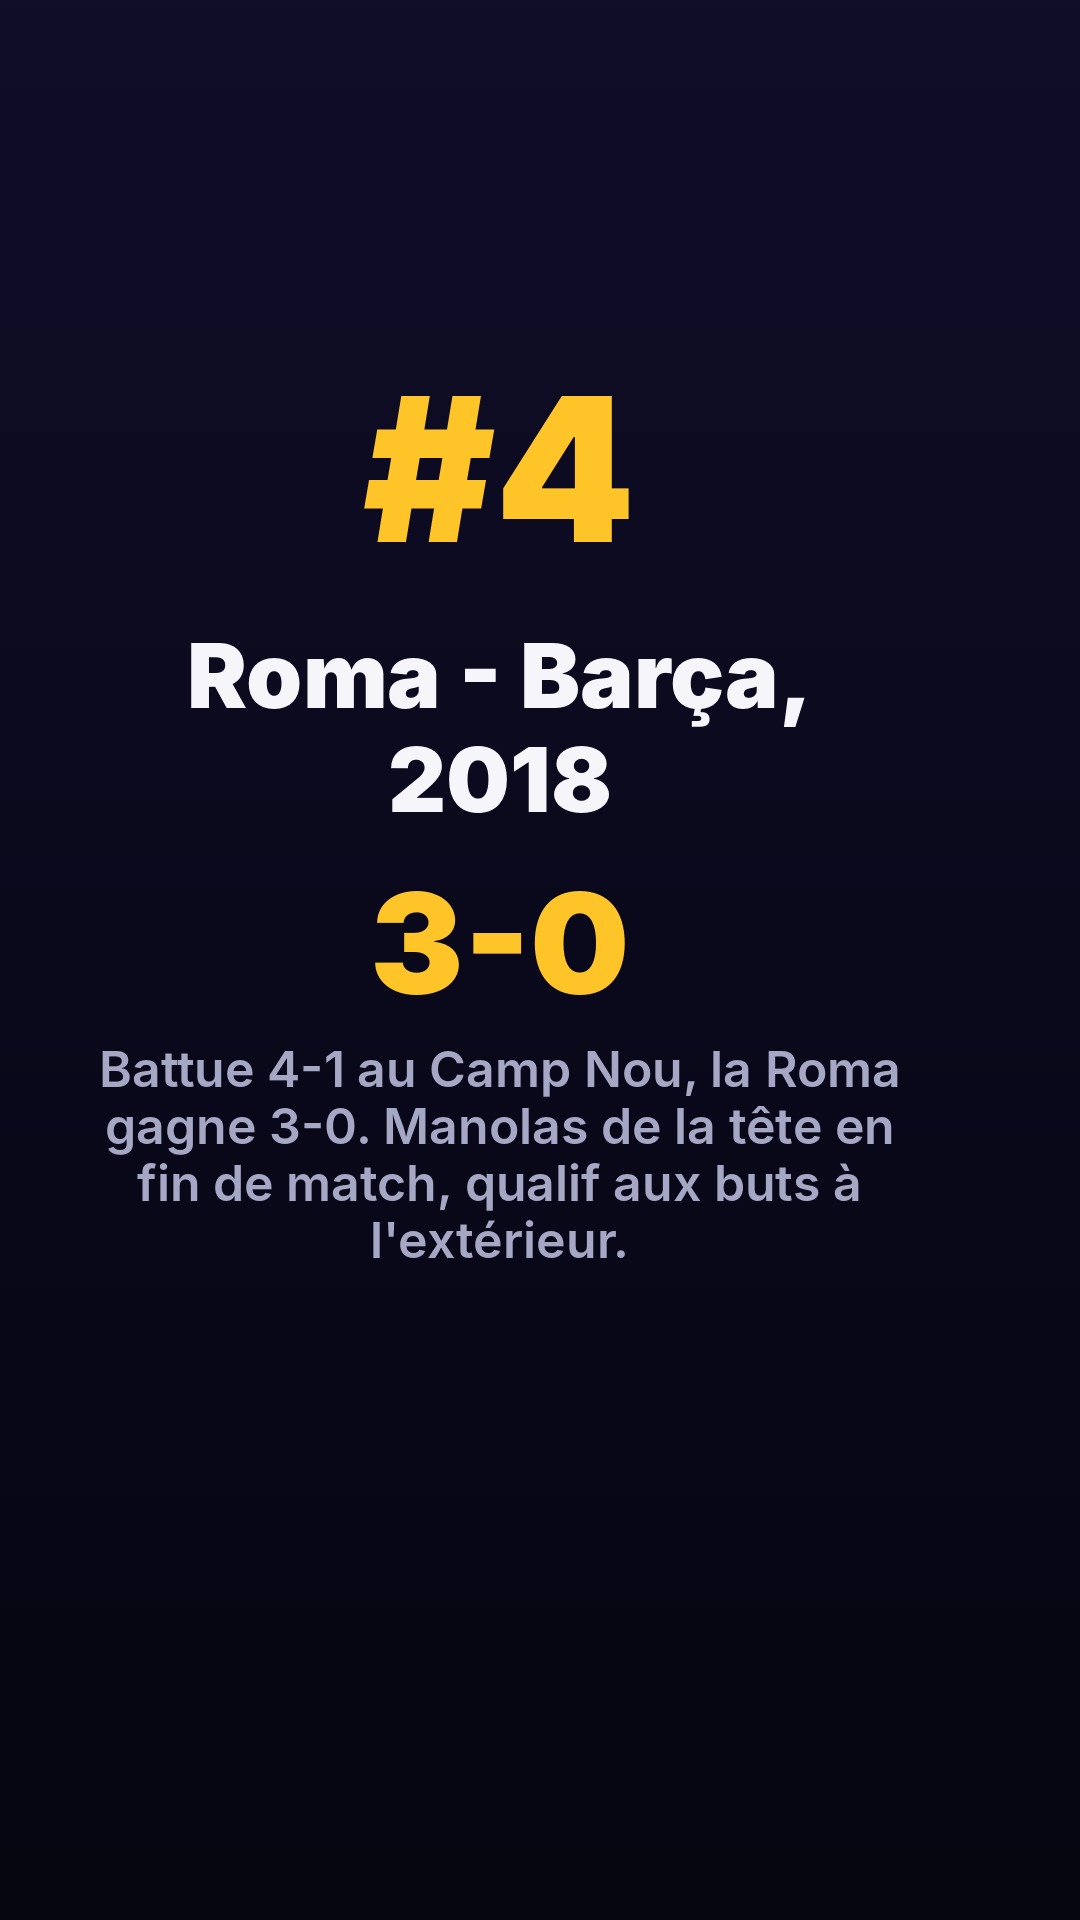 #4
Roma - Barça,
2018
3-0
Battue 4-1 au Camp Nou, la Roma
gagne 3-0. Manolas de la tête en
fin de match, qualif aux buts à
l'extérieur.